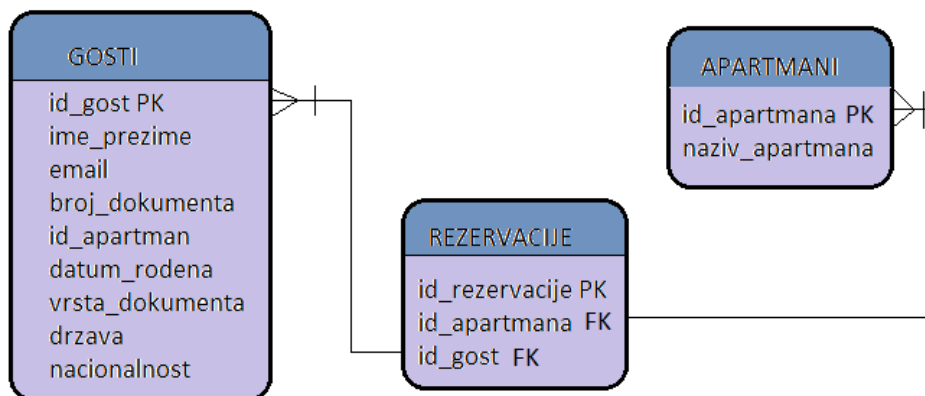 GOSTI
id_gost PK
ime_prezime
email
broj_dokumenta
id_apartman
datum_rodena
vrsta_dokumenta
drzava
nacionalnost
APARTMANI
id_apartmana PK
naziv_apartmana
REZERVACIJE
id_rezervacije PK
id_apartmana FK
id_gost FK